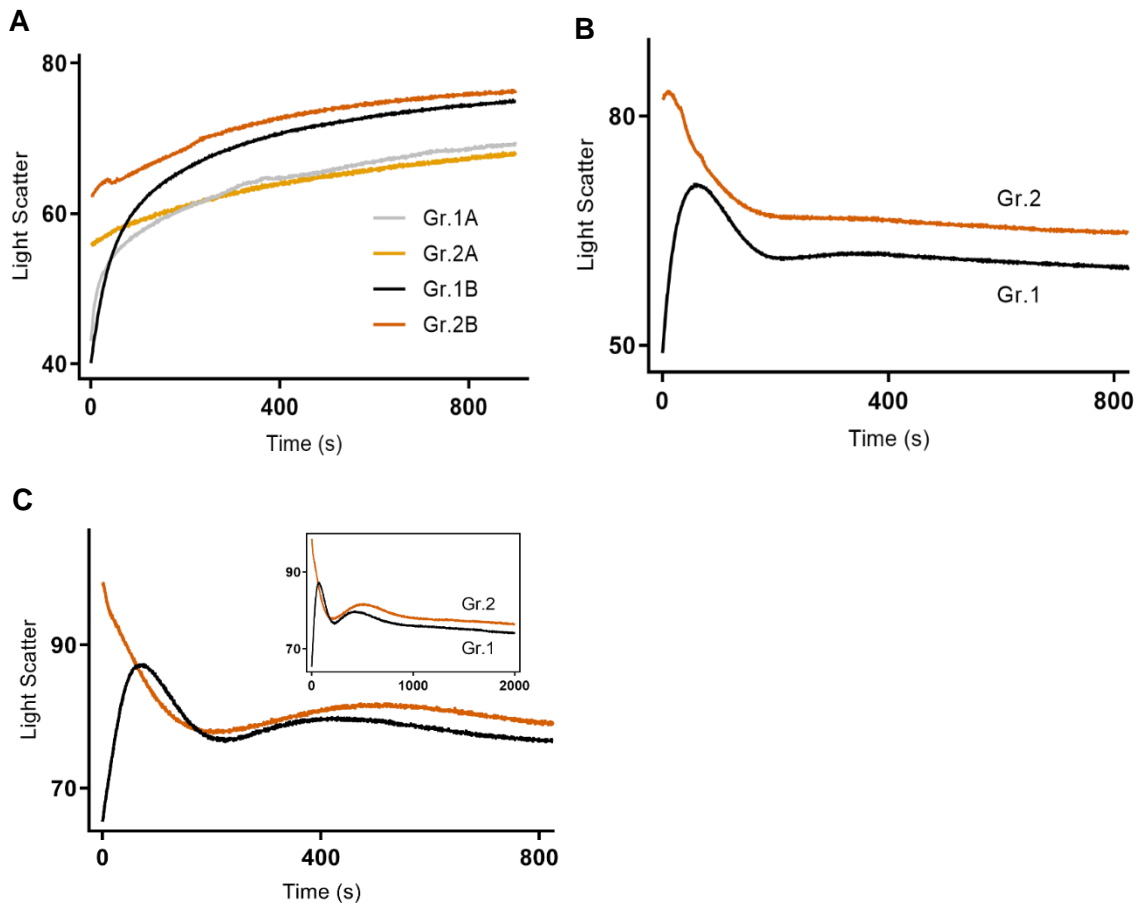 A
80
60
40
Light Scatter
Gr.1A
Gr.2A
Gr.1B
Gr.2B
0 400 800
Time (s)
B
80
50
Light Scatter
Gr.2
Gr.1
0 400 800
Time (s)
C
90
70
Light Scatter
90
70
Gr.2
Gr.1
0 1000 2000
0 400 800
Time (s)